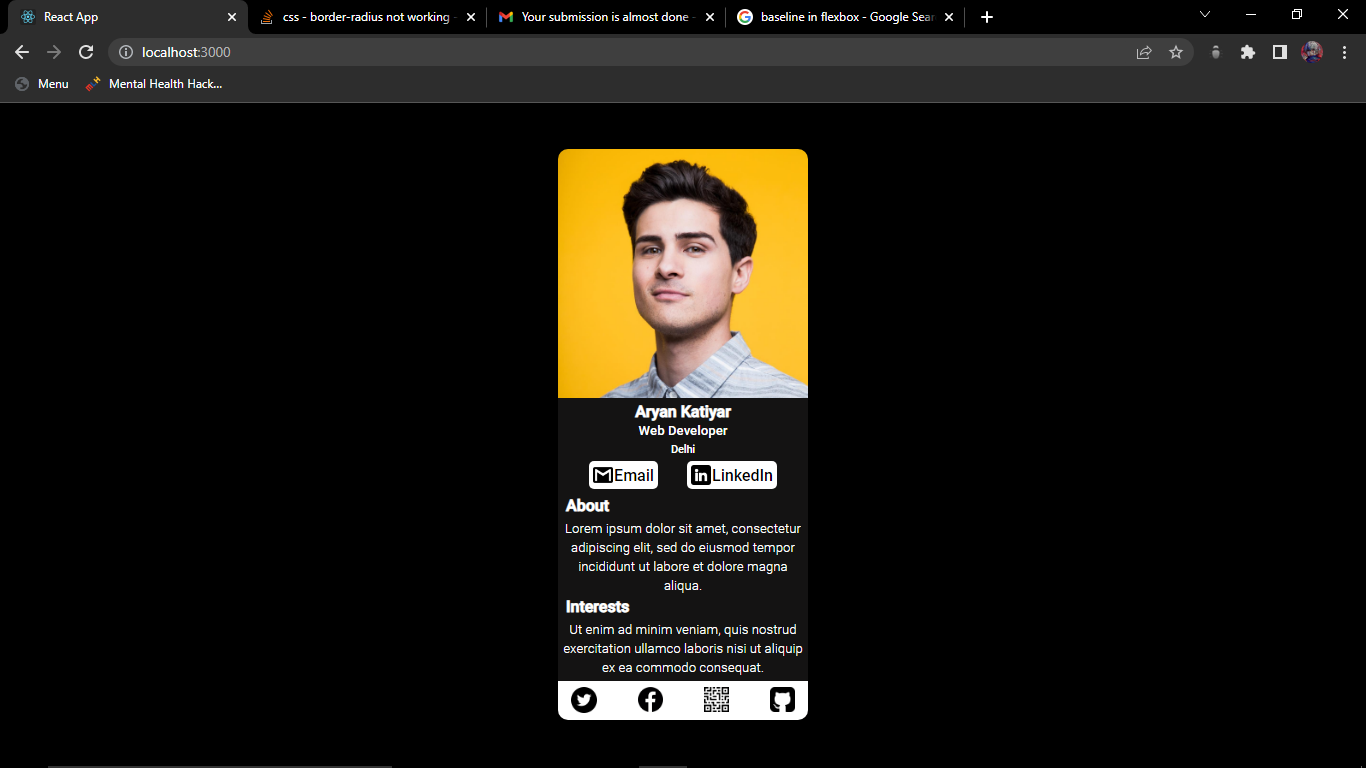 React App
css - border-radius not working -
Your submission is almost done -
baseline in flexbox - Google Sear
localhost:3000
Menu
Mental Health Hack...
Aryan Katiyar
Web Developer
Delhi
Email
LinkedIn
About
Lorem ipsum dolor sit amet, consectetur
adipiscing elit, sed do eiusmod tempor
incididunt ut labore et dolore magna
aliqua.
Interests
Ut enim ad minim veniam, quis nostrud
exercitation ullamco laboris nisi ut aliquip
ex ea commodo consequat.